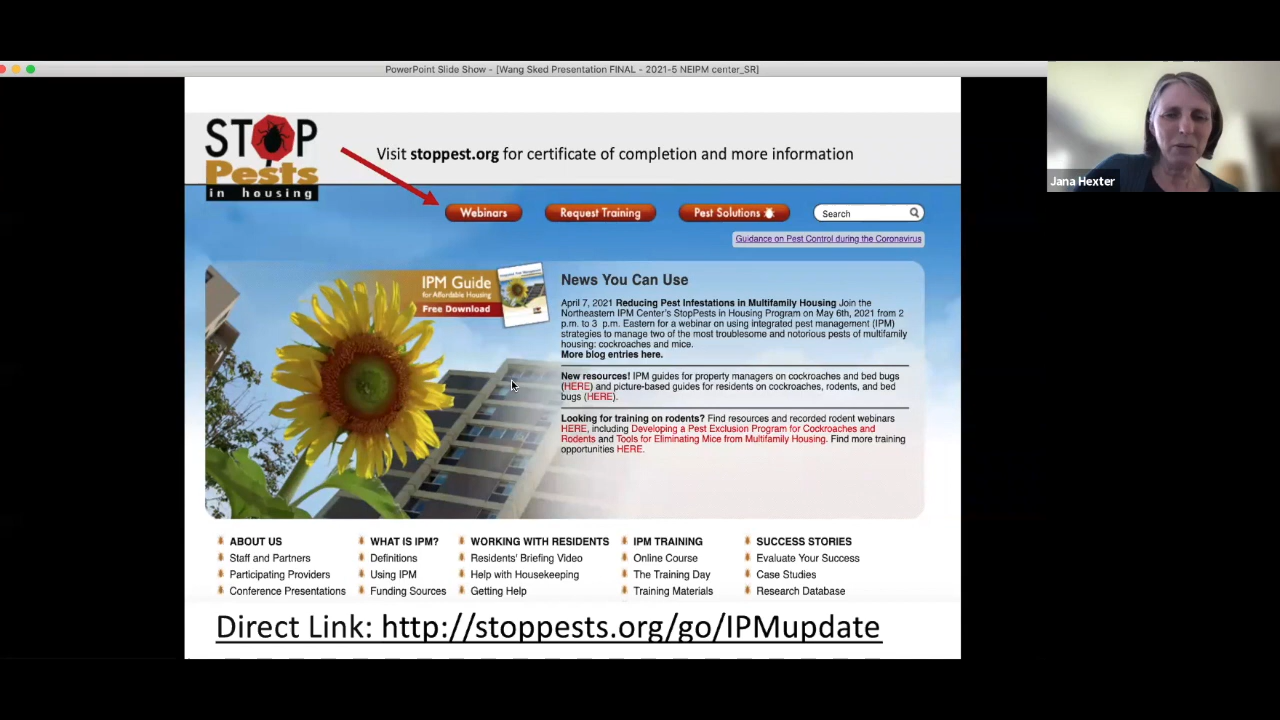 PowerPoint Slide Show - [Wang Sked Presentation FINAL - 2021-5 NEIPM center_SR]
Jana Hexter
STOP
Pests
in housing
Visit stoppest.org for certificate of completion and more information
Webinars
Request Training
Pest Solutions
Search
Guidance on Pest Control during the Coronavirus
IPM Guide
for Affordable Housing
Free Download
News You Can Use
April 7, 2021 Reducing Pest Infestations in Multifamily Housing Join the
Northeastern IPM Center's StopPests in Housing Program on May 6th, 2021 from 2
p.m. to 3 p.m. Eastern for a webinar on using integrated pest management (IPM)
strategies to manage two of the most troublesome and notorious pests of multifamily
housing: cockroaches and mice.
More blog entries here.
New resources! IPM guides for property managers on cockroaches and bed bugs
(HERE) and picture-based guides for residents on cockroaches, rodents, and bed
bugs (HERE).
Looking for training on rodents? Find resources and recorded rodent webinars
HERE, including Developing a Pest Exclusion Program for Cockroaches and
Rodents and Tools for Eliminating Mice from Multifamily Housing. Find more training
opportunities HERE.
ABOUT US
Staff and Partners
Participating Providers
Conference Presentations
WHAT IS IPM?
Definitions
Using IPM
Funding Sources
WORKING WITH RESIDENTS
Residents' Briefing Video
Help with Housekeeping
Getting Help
IPM TRAINING
Online Course
The Training Day
Training Materials
SUCCESS STORIES
Evaluate Your Success
Case Studies
Research Database
Direct Link: http://stoppests.org/go/IPMupdate